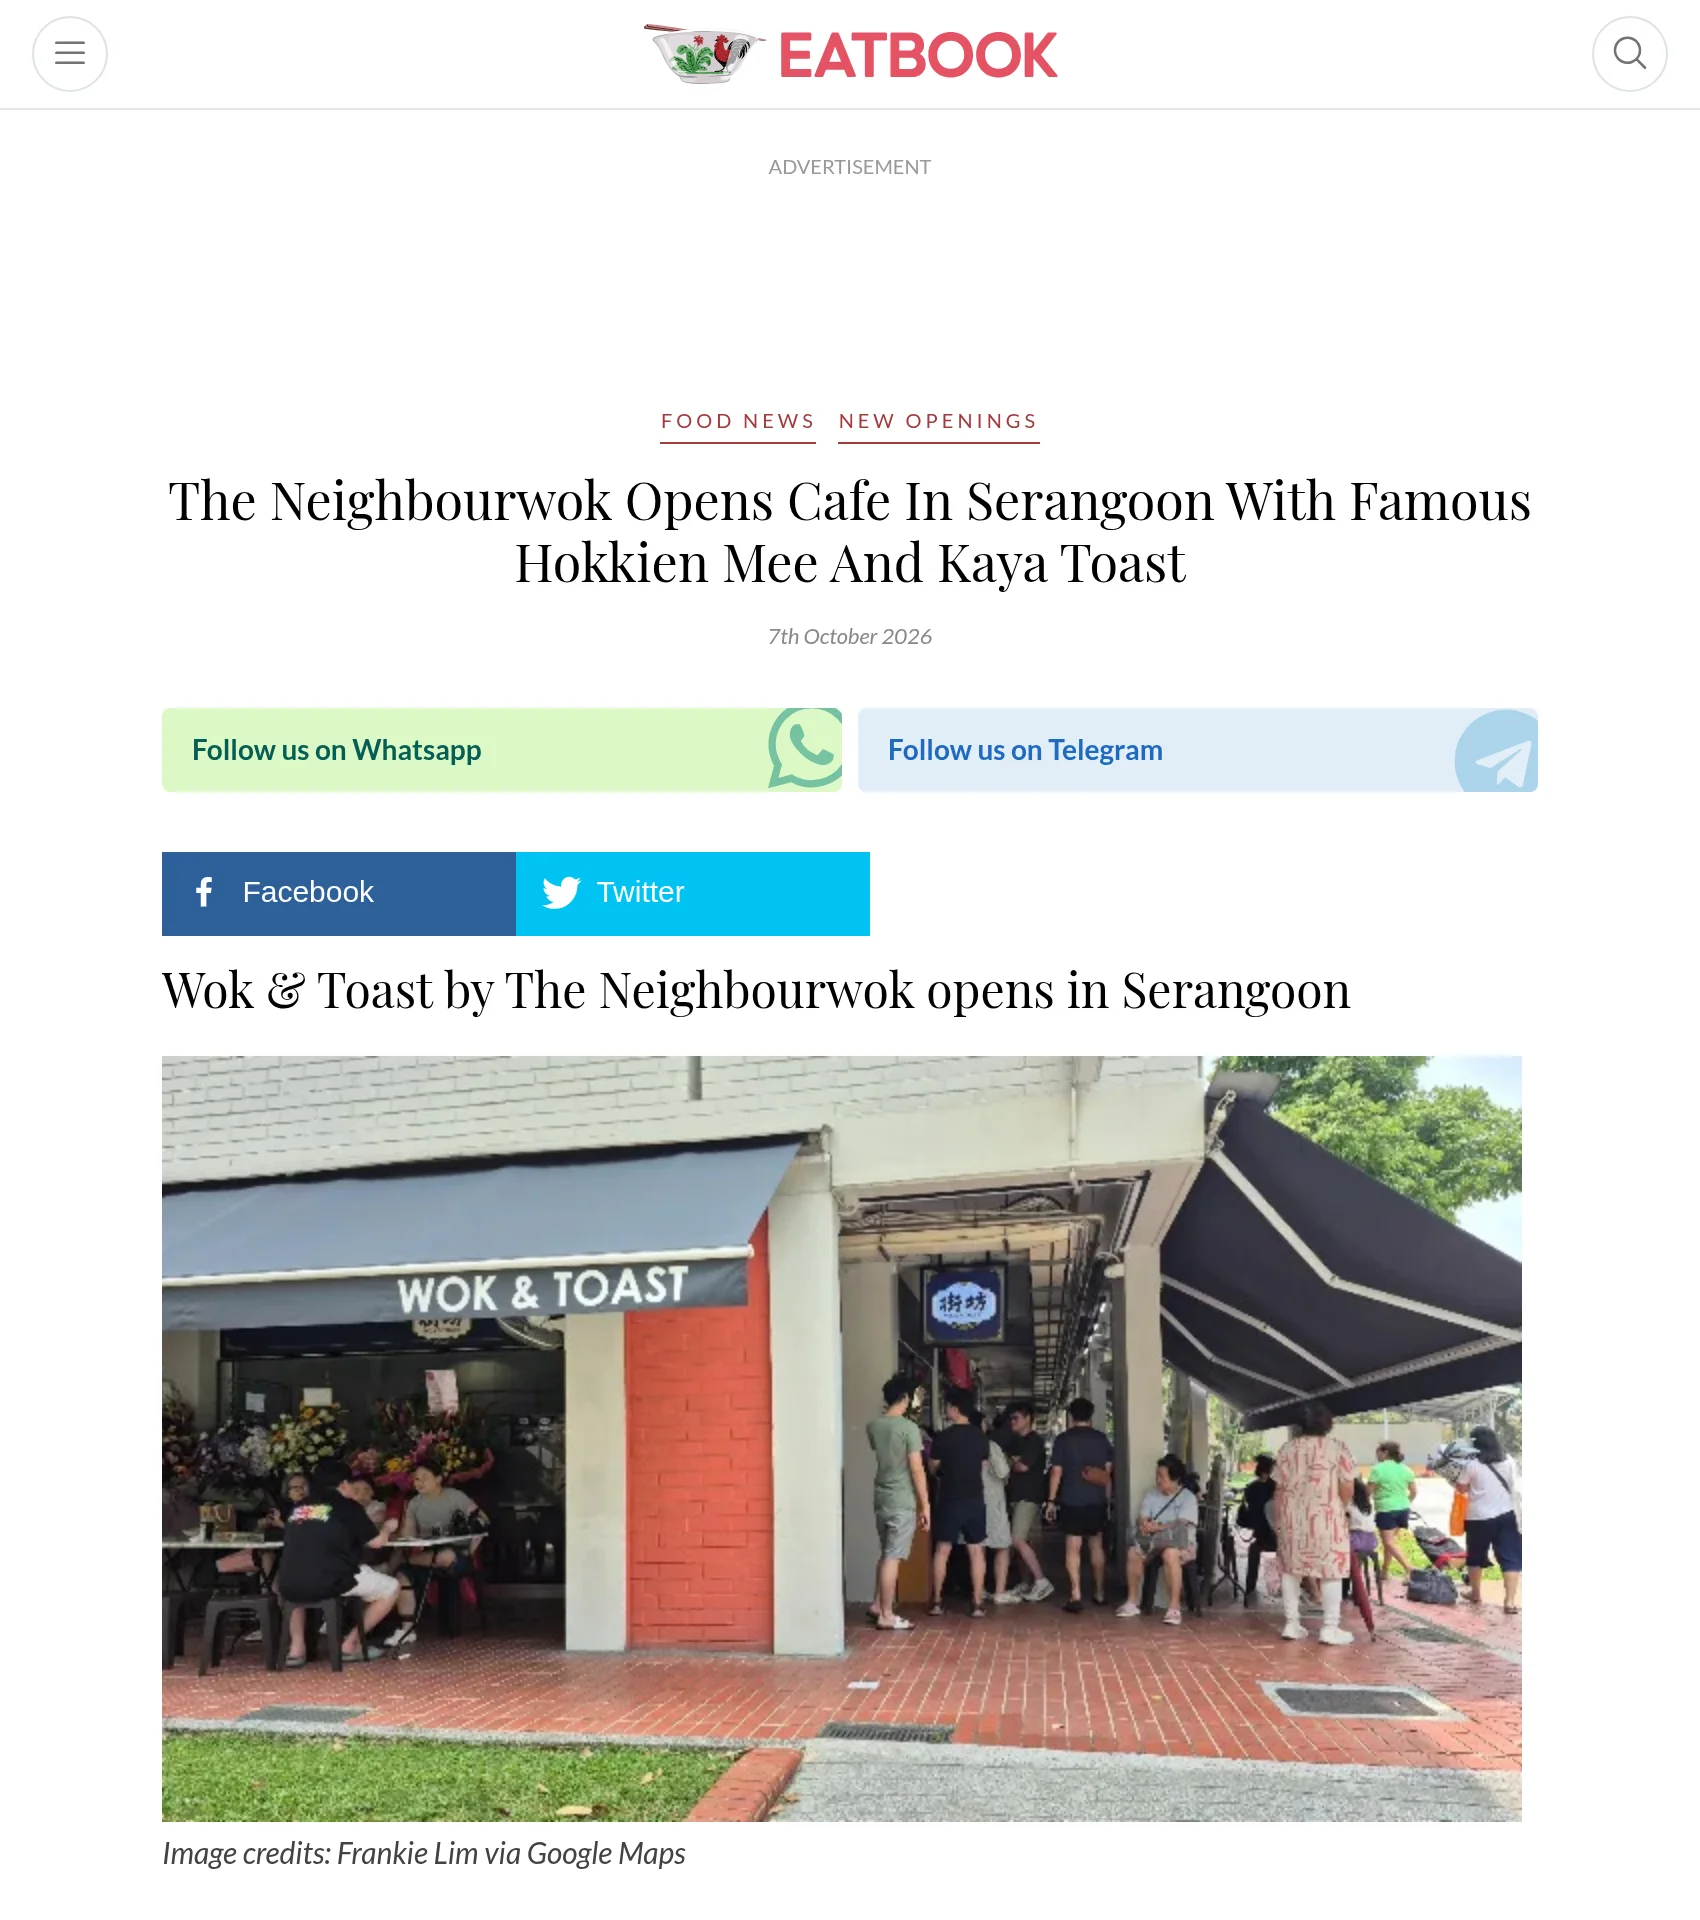 EATBOOK
ADVERTISEMENT
FOOD NEWS NEW OPENINGS
The Neighbourwok Opens Cafe In Serangoon With Famous
Hokkien Mee And Kaya Toast
7th October 2026
Follow us on Whatsapp
Follow us on Telegram
Facebook
Twitter
Wok & Toast by The Neighbourwok opens in Serangoon
WOK & TOAST
街坊
Image credits: Frankie Lim via Google Maps